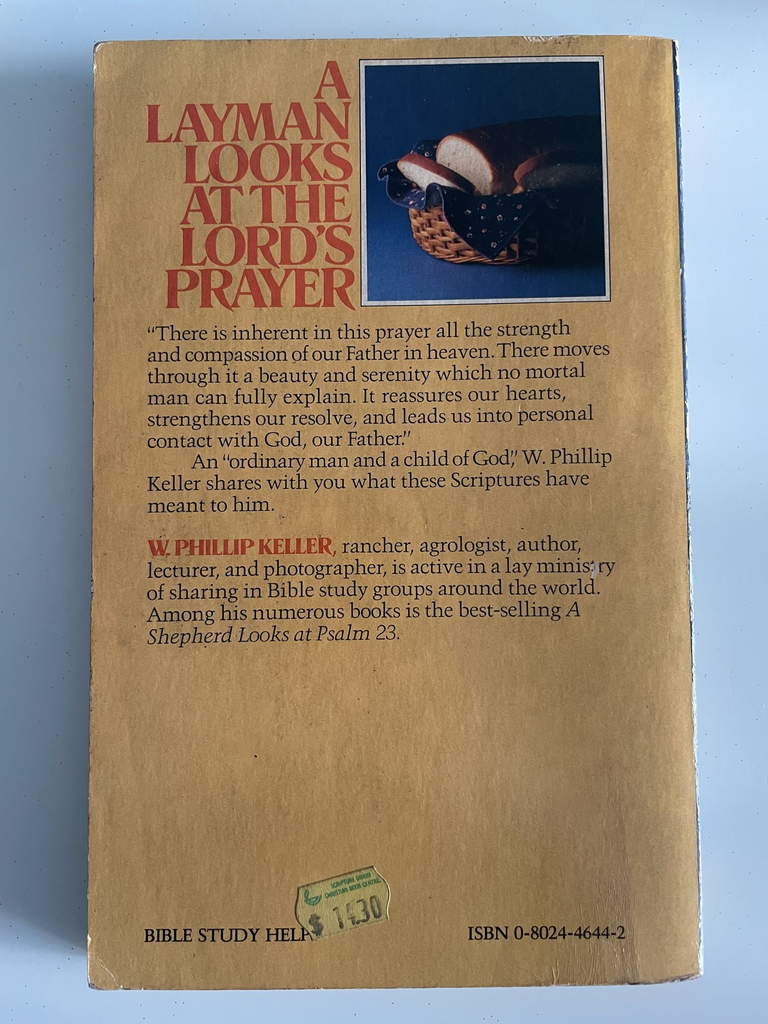 A
LAYMAN
LOOKS
AT THE
LORD'S
PRAYER
“There is inherent in this prayer all the strength
and compassion of our Father in heaven. There moves
through it a beauty and serenity which no mortal
man can fully explain. It reassures our hearts,
strengthens our resolve, and leads us into personal
contact with God, our Father.”
An “ordinary man and a child of God,” W. Phillip
Keller shares with you what these Scriptures have
meant to him.
W. PHILLIP KELLER, rancher, agrologist, author,
lecturer, and photographer, is active in a lay ministry
of sharing in Bible study groups around the world.
Among his numerous books is the best-selling A
Shepherd Looks at Psalm 23.
SCRIPTURE UNION
CHRISTIAN BOOK CENTRE
$ 14.30
BIBLE STUDY HELP
ISBN 0-8024-4644-2